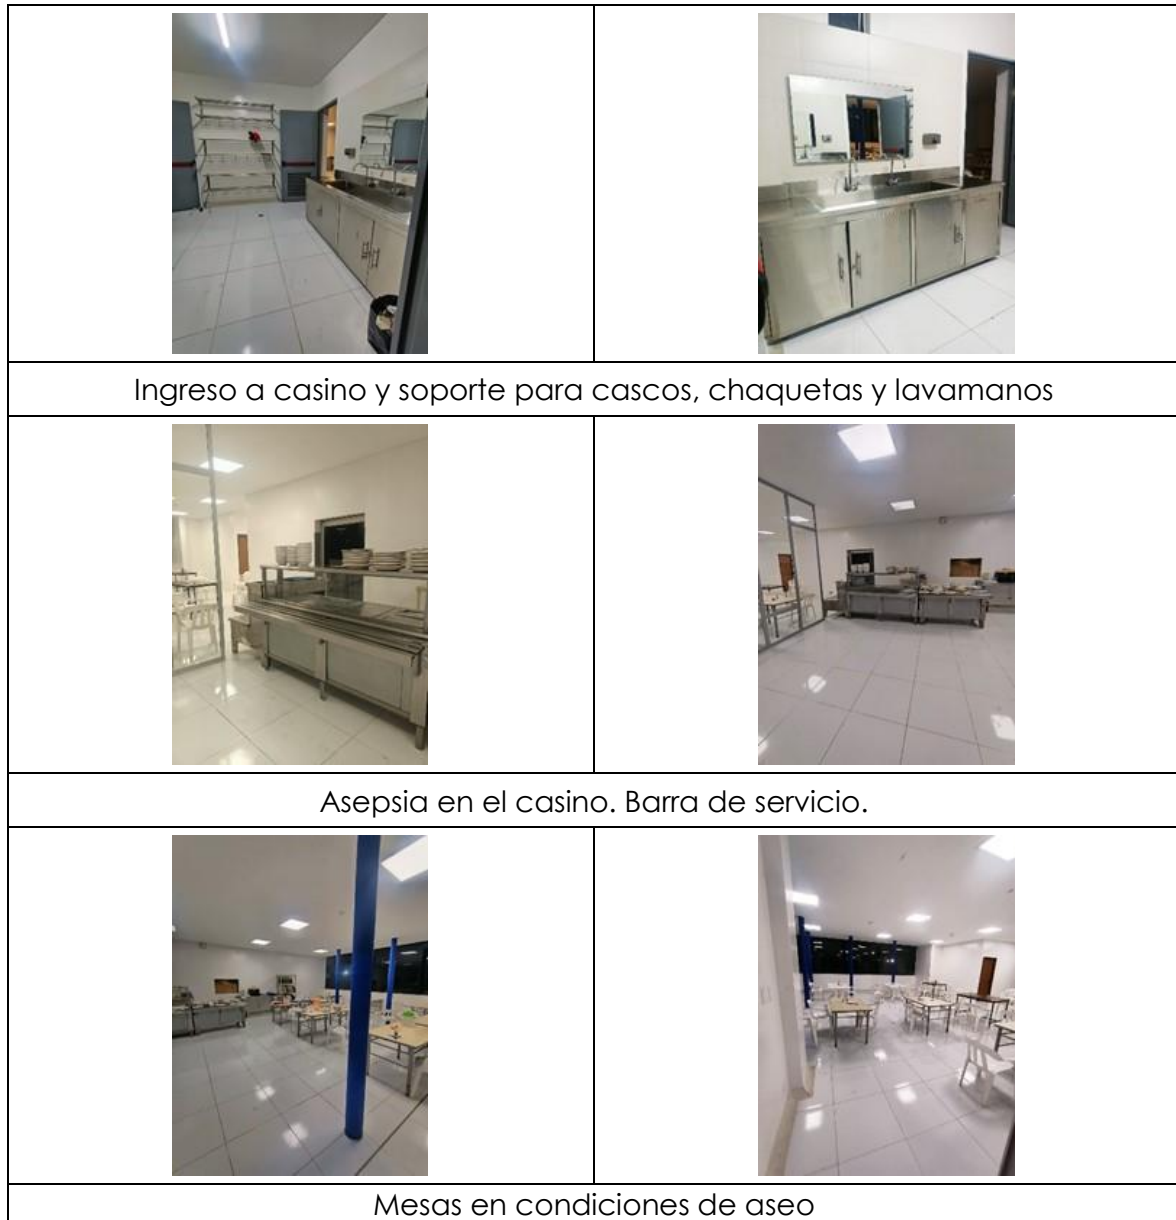 Ingreso a casino y soporte para cascos, chaquetas y lavamanos
Asepsia en el casino. Barra de servicio.
Mesas en condiciones de aseo